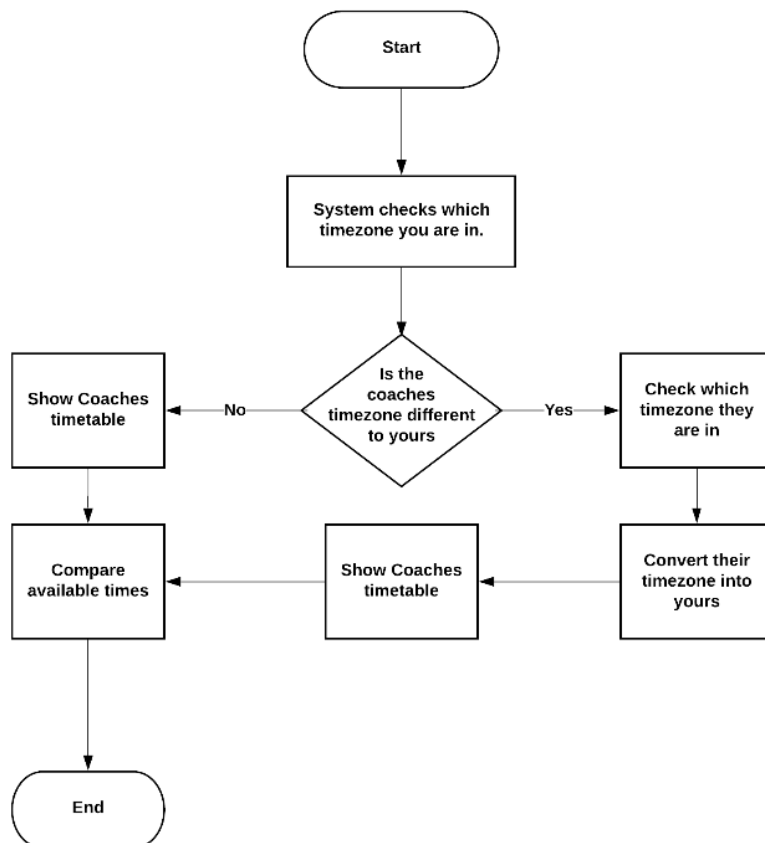 Start
System checks which
timezone you are in.
Is the
coaches
timezone different
to yours
No
Yes
Show Coaches
timetable
Check which
timezone they
are in
Compare
available times
Show Coaches
timetable
Convert their
timezone into
yours
End